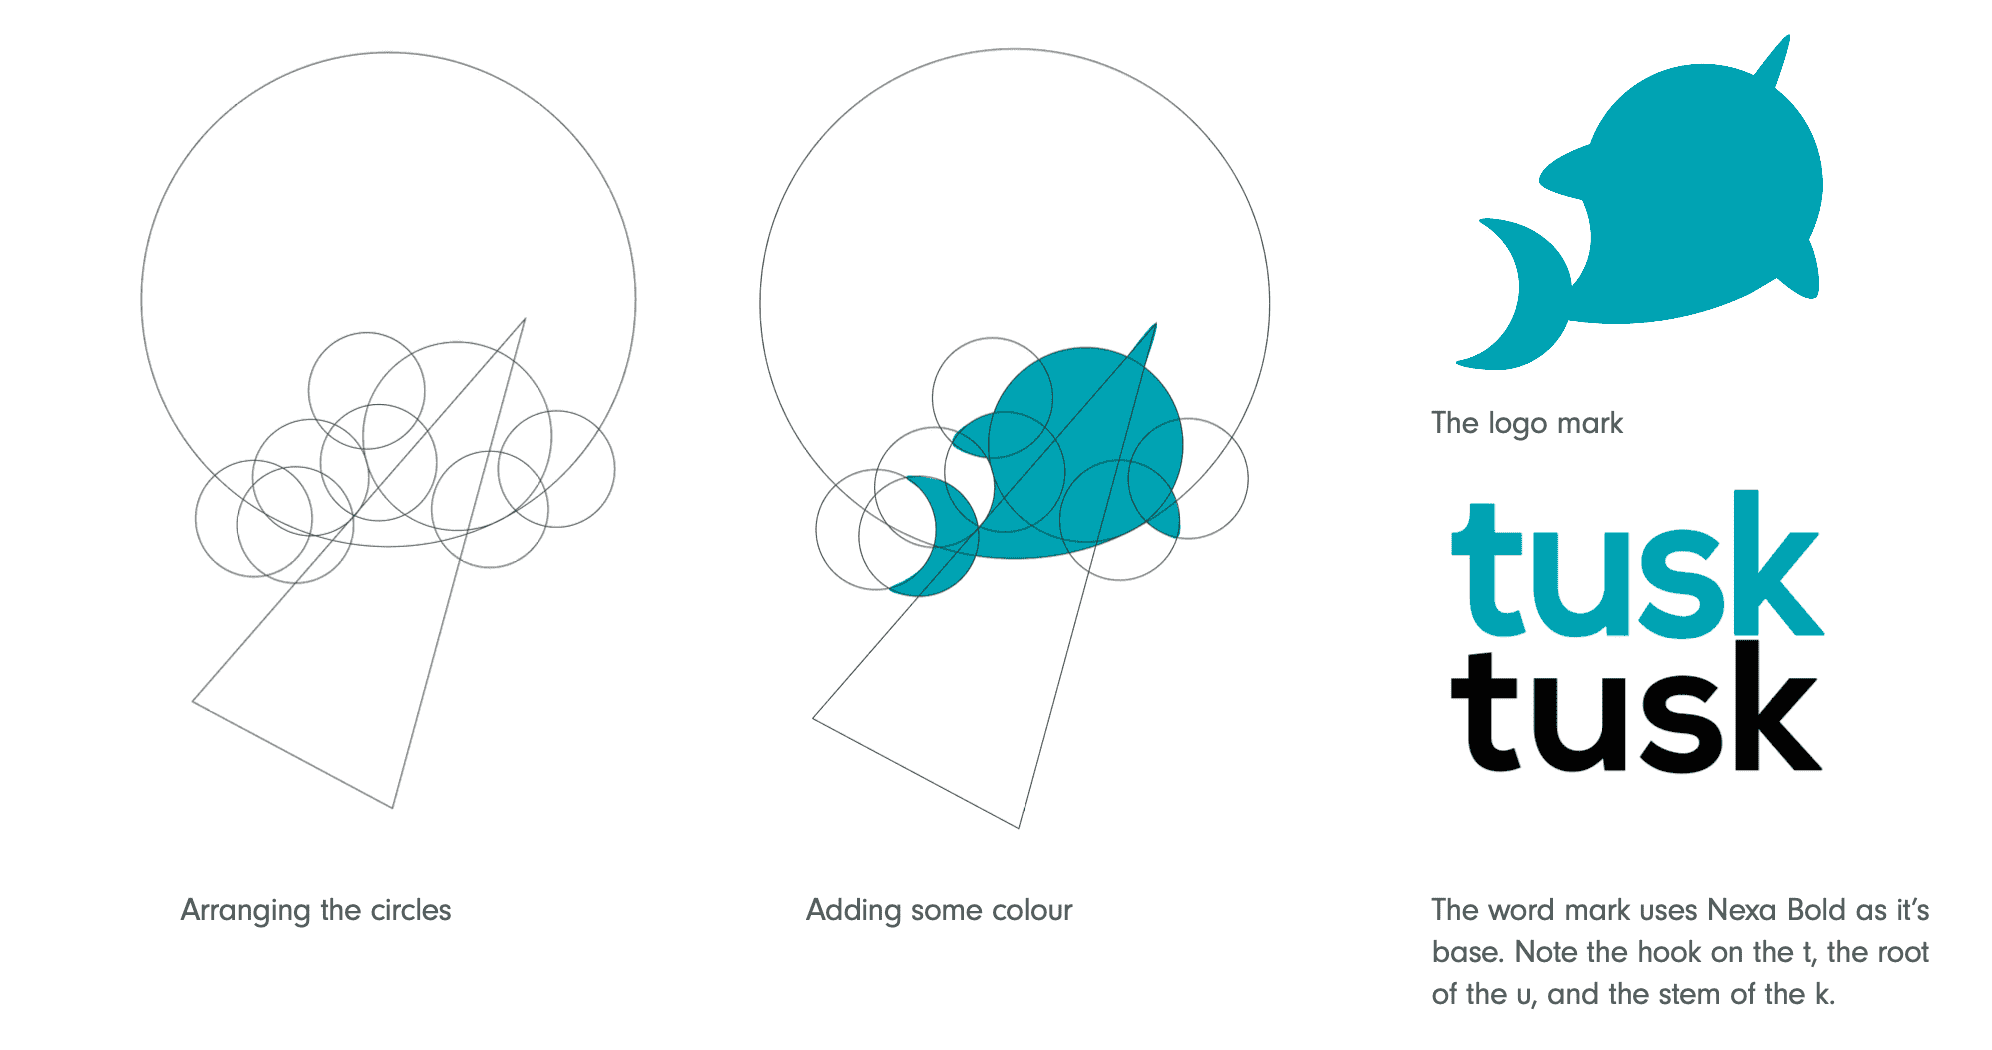 The logo mark
tusk
tusk
Arranging the circles
Adding some colour
The word mark uses Nexa Bold as it’s
base. Note the hook on the t, the root
of the u, and the stem of the k.